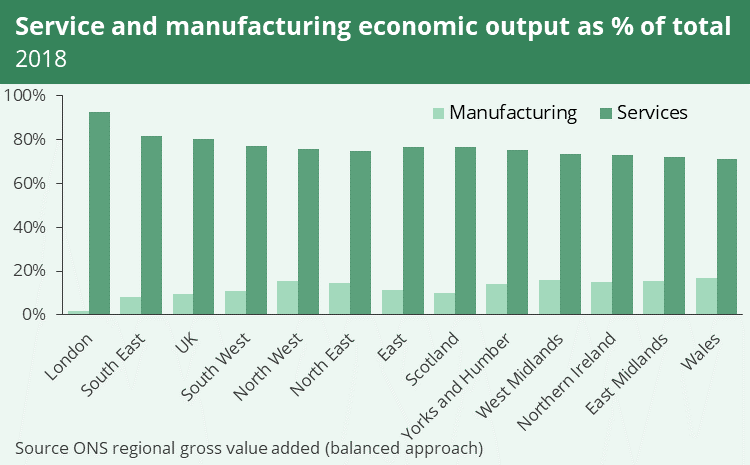 Service and manufacturing economic output as % of total
2018
100%
Manufacturing
Services
80%
60%
40%
20%
0%
London
South East
UK
South West
North West
North East
East
Scotland
Yorks and Humber
West Midlands
Northern Ireland
East Midlands
Wales
Source ONS regional gross value added (balanced approach)